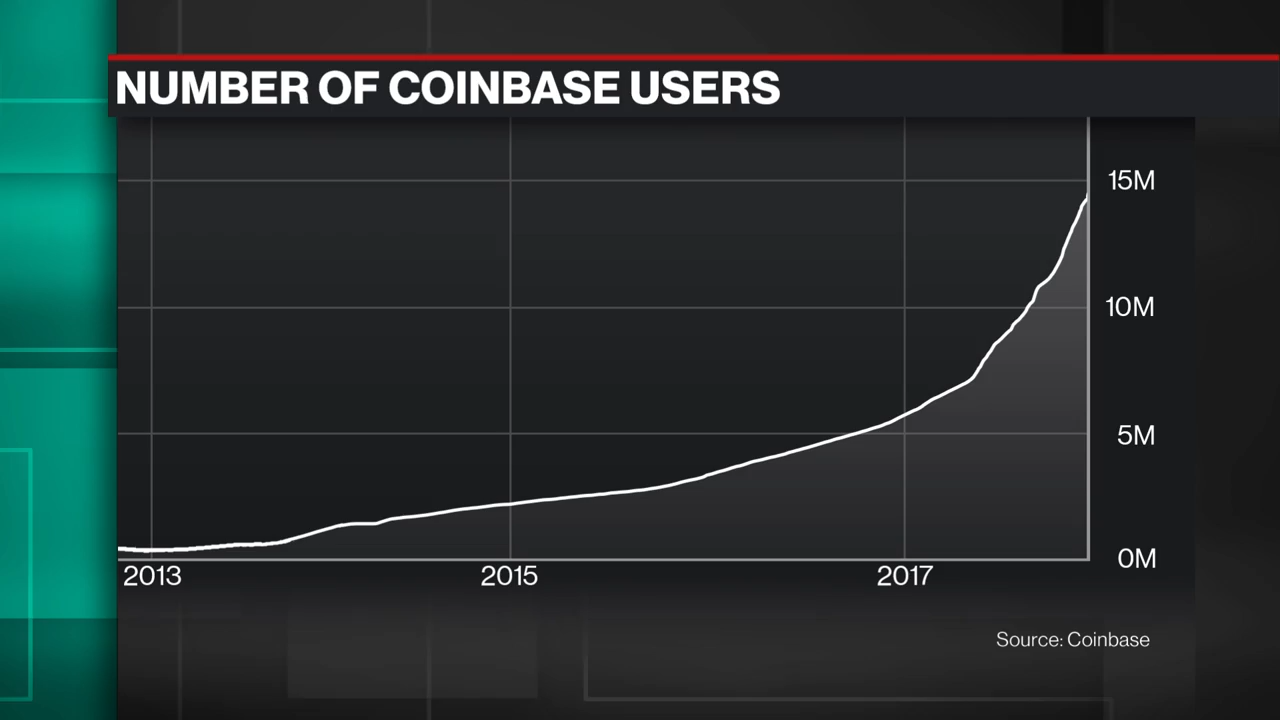 NUMBER OF COINBASE USERS
15M
10M
5M
0M
2013 2015 2017
Source: Coinbase